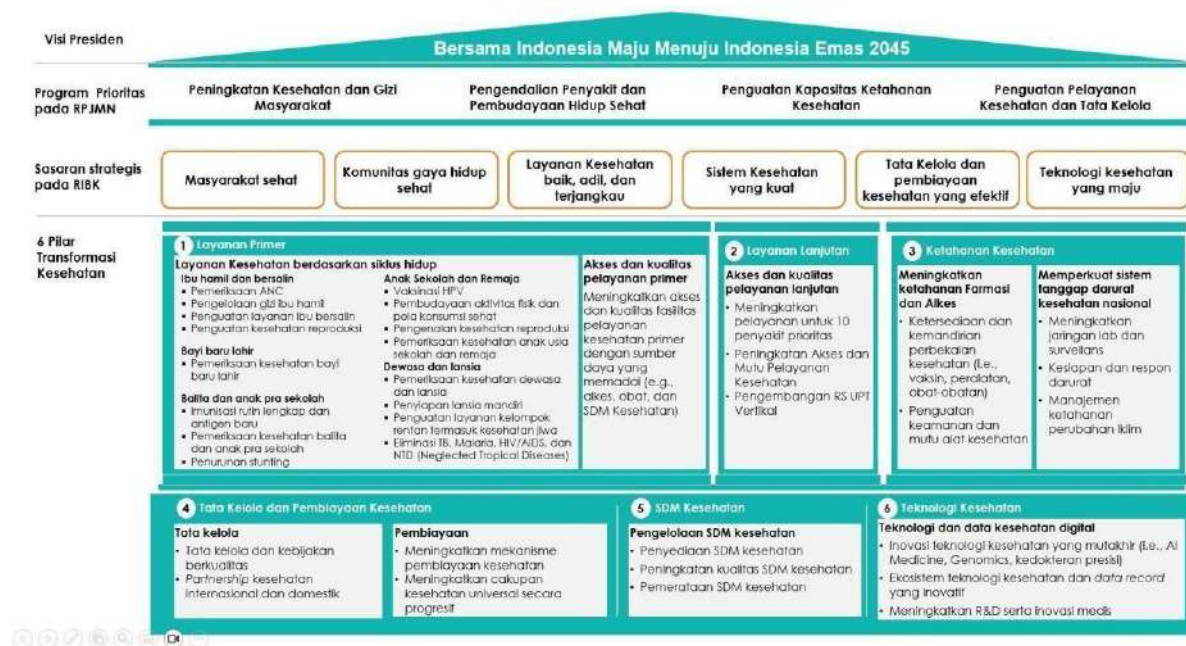 Visi Presiden
Bersama Indonesia Maju Menuju Indonesia Emas 2045
Program Prioritas
pada RPJMN
Peningkatan Kesehatan dan Gizi
Masyarakat
Pengendalian Penyakit dan
Pembudayaan Hidup Sehat
Penguatan Kapasitas Ketahanan
Kesehatan
Penguatan Pelayanan
Kesehatan dan Tata Kelola
Sasaran strategis
pada RIBK
Masyarakat sehat
Komunitas gaya hidup
sehat
Layanan Kesehatan
baik, adil, dan
terjangkau
Sistem Kesehatan
yang kuat
Tata Kelola dan
pembiayaan
kesehatan yang efektif
Teknologi kesehatan
yang maju
6 Pilar
Transformasi
Kesehatan
1 Layanan Primer
Layanan Kesehatan berdasarkan siklus hidup
Ibu hamil dan bersalin
▪ Pemeriksaan ANC
▪ Pengelolaan gizi ibu hamil
▪ Penguatan layanan ibu bersalin
▪ Penguatan kesehatan reproduksi
Bayi baru lahir
▪ Pemeriksaan kesehatan bayi
baru lahir
Balita dan anak pra sekolah
▪ Imunisasi rutin lengkap dan
antigen baru
▪ Pemeriksaan kesehatan balita
dan anak pra sekolah
▪ Penurunan stunting
Anak Sekolah dan Remaja
▪ Vaksinasi HPV
▪ Pembudayaan aktivitas fisik dan
pola konsumsi sehat
▪ Pengenalan kesehatan reproduksi
▪ Pemeriksaan kesehatan anak usia
sekolah dan remaja
Dewasa dan lansia
▪ Pemeriksaan kesehatan dewasa
dan lansia
▪ Penyiapan lansia mandiri
▪ Penguatan layanan kelompok
rentan termasuk kesehatan jiwa
▪ Eliminasi TB, Malaria, HIV/AIDS, dan
NTD (Neglected Tropical Diseases)
Akses dan kualitas
pelayanan primer
Meningkatkan akses
dan kualitas fasilitas
pelayanan
kesehatan primer
dengan sumber
daya yang
memadai (e.g.,
alkes, obat, dan
SDM Kesehatan)
2 Layanan Lanjutan
Akses dan kualitas
pelayanan lanjutan
• Meningkatkan
pelayanan untuk 10
penyakit prioritas
• Peningkatan Akses dan
Mutu Pelayanan
Kesehatan
• Pengembangan RS UPT
Vertikal
3 Ketahanan Kesehatan
Meningkatkan
ketahanan Farmasi
dan Alkes
• Ketersediaan dan
kemandirian
perbekalan
kesehatan (i.e.,
vaksin, peralatan,
obat-obatan)
• Penguatan
keamanan dan
mutu alat kesehatan
Memperkuat sistem
tanggap darurat
kesehatan nasional
• Meningkatkan
jaringan lab dan
surveilans
• Kesiapan dan respon
darurat
• Manajemen
ketahanan
perubahan iklim
4 Tata Kelola dan Pembiayaan Kesehatan
Tata kelola
• Tata kelola dan kebijakan
berkualitas
• Partnership kesehatan
internasional dan domestik
Pembiayaan
• Meningkatkan mekanisme
pembiayaan kesehatan
• Meningkatkan cakupan
kesehatan universal secara
progresif
5 SDM Kesehatan
Pengelolaan SDM kesehatan
• Penyediaan SDM kesehatan
• Peningkatan kualitas SDM kesehatan
• Pemerataan SDM kesehatan
6 Teknologi Kesehatan
Teknologi dan data kesehatan digital
• Inovasi teknologi kesehatan yang mutakhir (i.e., AI
Medicine, Genomics, kedokteran presisi)
• Ekosistem teknologi kesehatan dan data record
yang inovatif
• Meningkatkan R&D serta inovasi medis